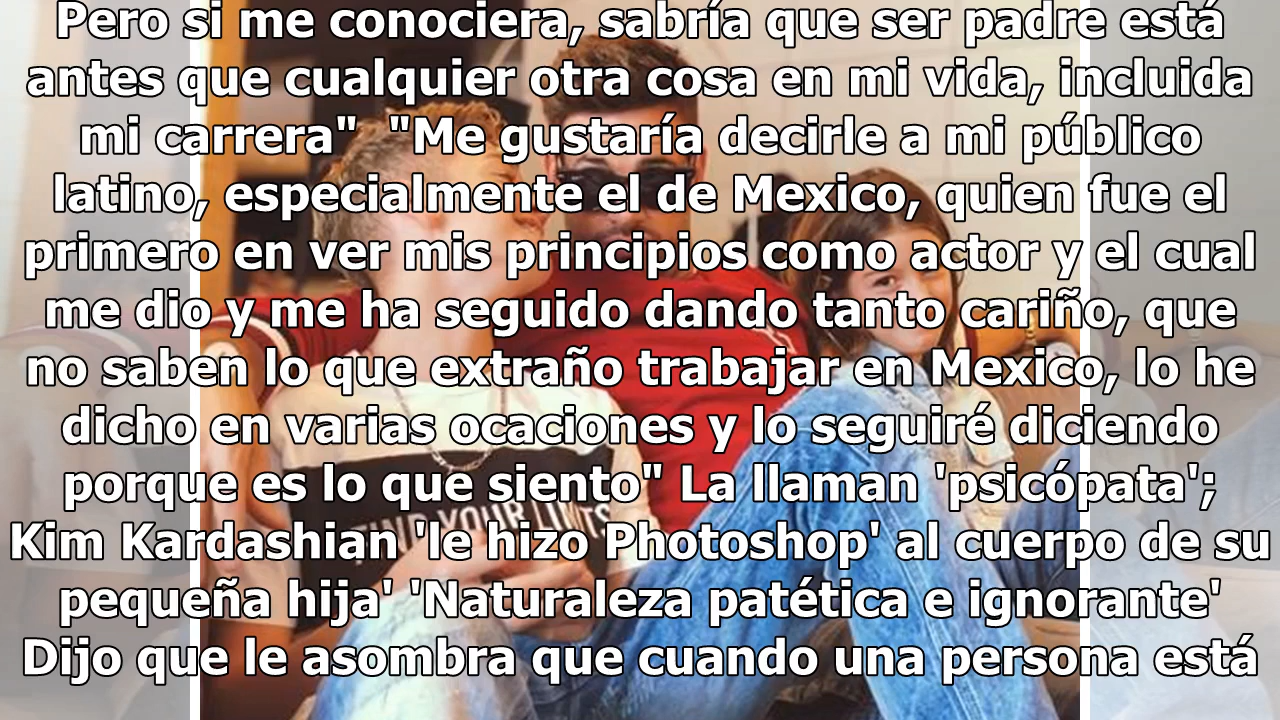 Pero si me conociera, sabría que ser padre está
antes que cualquier otra cosa en mi vida, incluida
mi carrera"  "Me gustaría decirle a mi público
latino, especialmente el de Mexico, quien fue el
primero en ver mis principios como actor y el cual
me dio y me ha seguido dando tanto cariño, que
no saben lo que extraño trabajar en Mexico, lo he
dicho en varias ocaciones y lo seguiré diciendo
porque es lo que siento" La llaman 'psicópata';
Kim Kardashian 'le hizo Photoshop' al cuerpo de su
pequeña hija' 'Naturaleza patética e ignorante'
Dijo que le asombra que cuando una persona está
FIND YOUR LIMITS